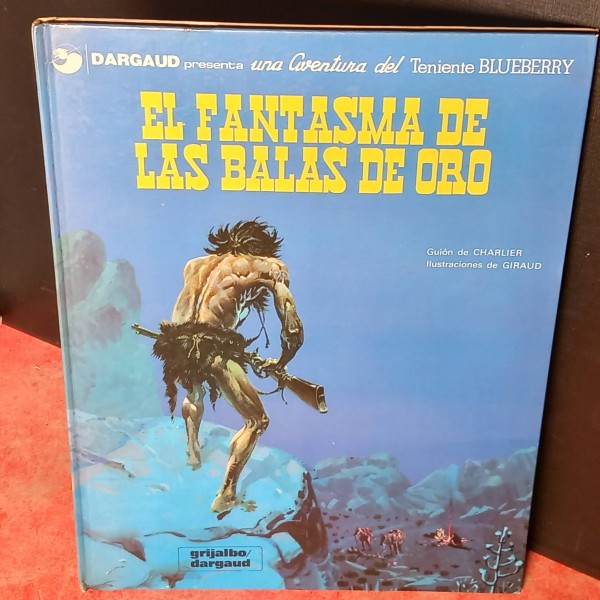 DARGAUD presenta una Aventura del Teniente BLUEBERRY
EL FANTASMA DE
LAS BALAS DE ORO
Guión de CHARLIER
Ilustraciones de GIRAUD
grijalbo/
dargaud